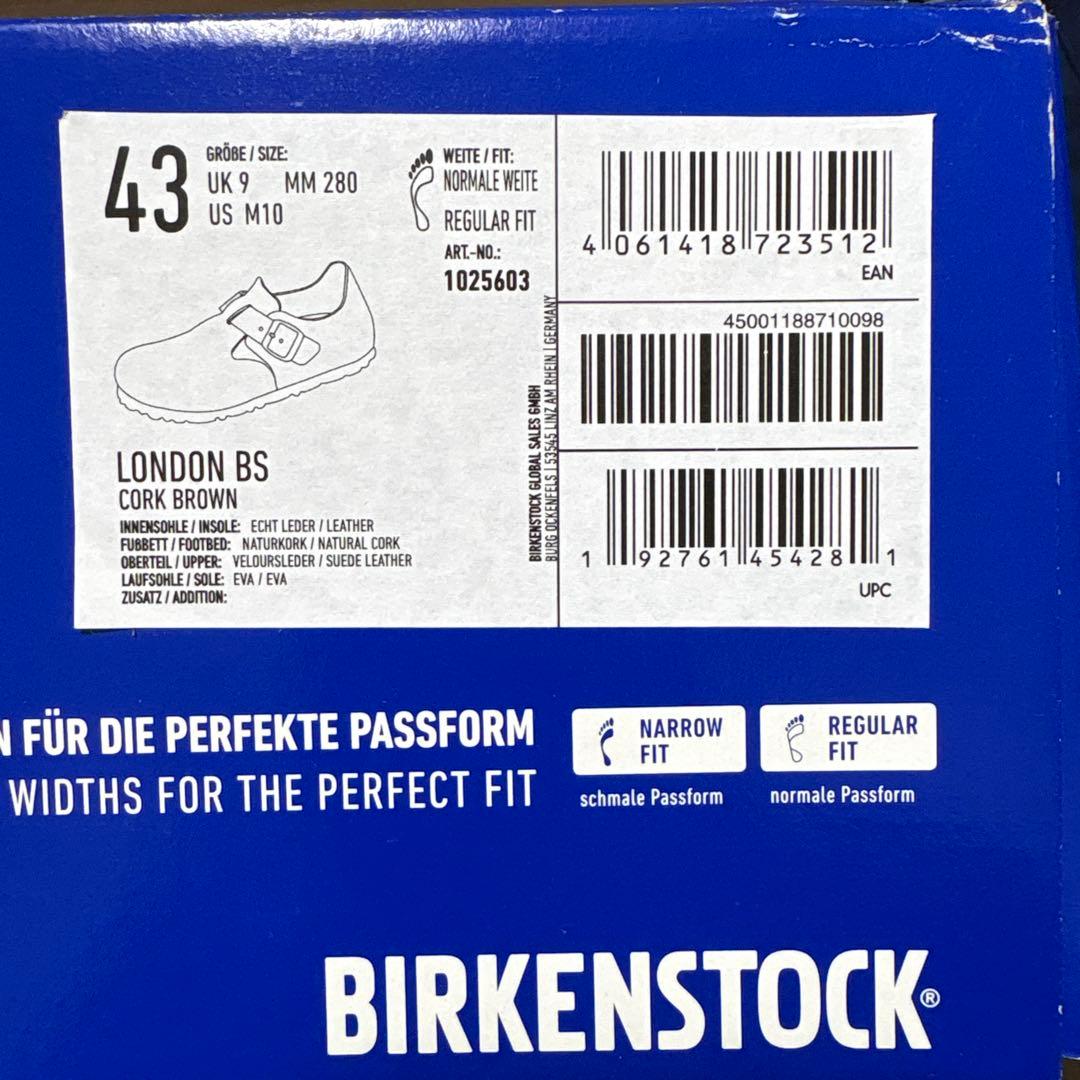 43
GRÖßE / SIZE:
UK 9 MM 280
US M10
WEITE / FIT:
NORMALE WEITE
REGULAR FIT
ART.-NO.:
1025603
LONDON BS
CORK BROWN
INNENSOHLE / INSOLE: ECHT LEDER / LEATHER
FUßBETT / FOOTBED: NATURKORK / NATURAL CORK
OBERTEIL / UPPER: VELOURSLEDER / SUEDE LEATHER
LAUFSOHLE / SOLE: EVA / EVA
ZUSATZ / ADDITION:
BIRKENSTOCK GLOBAL SALES GMBH
BURG OCKENFELS | 53545 LINZ AM RHEIN | GERMANY
4 061418 723512
EAN
45001188710098
1 92761 45428 1
UPC
N FÜR DIE PERFEKTE PASSFORM
WIDTHS FOR THE PERFECT FIT
NARROW
FIT
schmale Passform
REGULAR
FIT
normale Passform
BIRKENSTOCK®